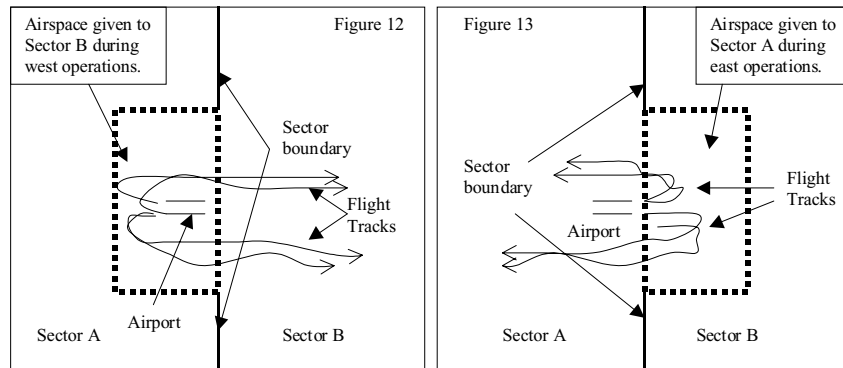 Airspace given to
Sector B during
west operations.
Figure 12
Sector
boundary
Flight
Tracks
Airport
Sector A
Sector B
Figure 13
Airspace given to
Sector A during
east operations.
Sector
boundary
Flight
Tracks
Airport
Sector A
Sector B